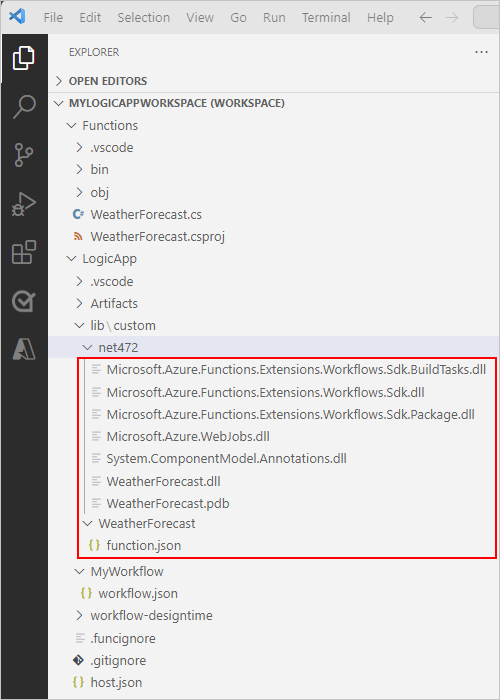 File Edit Selection View Go Run Terminal Help
EXPLORER
OPEN EDITORS
MYLOGICAPPWORKSPACE (WORKSPACE)
Functions
.vscode
bin
obj
WeatherForecast.cs
WeatherForecast.csproj
LogicApp
.vscode
Artifacts
lib\custom
net472
Microsoft.Azure.Functions.Extensions.Workflows.Sdk.BuildTasks.dll
Microsoft.Azure.Functions.Extensions.Workflows.Sdk.dll
Microsoft.Azure.Functions.Extensions.Workflows.Sdk.Package.dll
Microsoft.Azure.WebJobs.dll
System.ComponentModel.Annotations.dll
WeatherForecast.dll
WeatherForecast.pdb
WeatherForecast
function.json
MyWorkflow
workflow.json
workflow-designtime
.funcignore
.gitignore
host.json